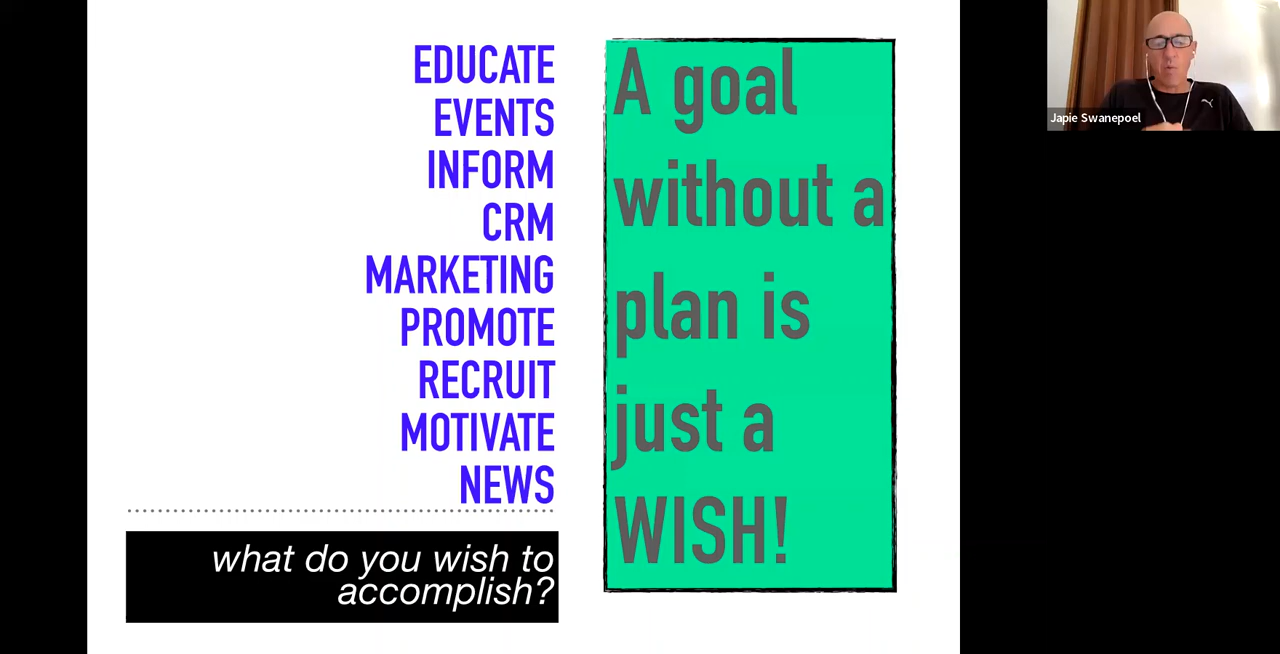 EDUCATE
EVENTS
INFORM
CRM
MARKETING
PROMOTE
RECRUIT
MOTIVATE
NEWS
what do you wish to
accomplish?
A goal
without a
plan is
just a
WISH!
Japie Swanepoel